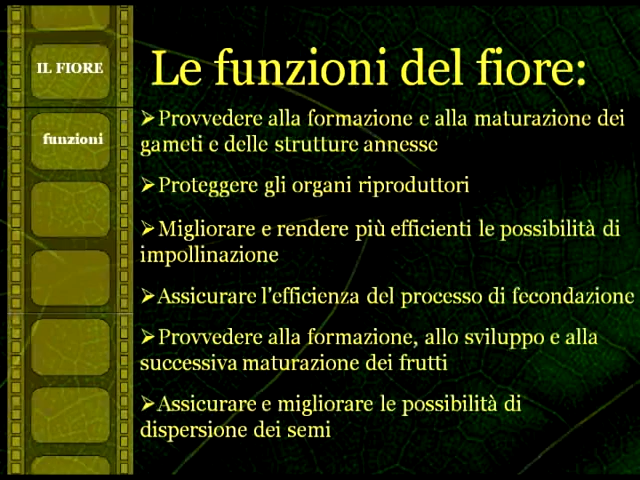 IL FIORE
funzioni
Le funzioni del fiore:
➢Provvedere alla formazione e alla maturazione dei
gameti e delle strutture annesse
➢Proteggere gli organi riproduttori
➢Migliorare e rendere più efficienti le possibilità di
impollinazione
➢Assicurare l'efficienza del processo di fecondazione
➢Provvedere alla formazione, allo sviluppo e alla
successiva maturazione dei frutti
➢Assicurare e migliorare le possibilità di
dispersione dei semi